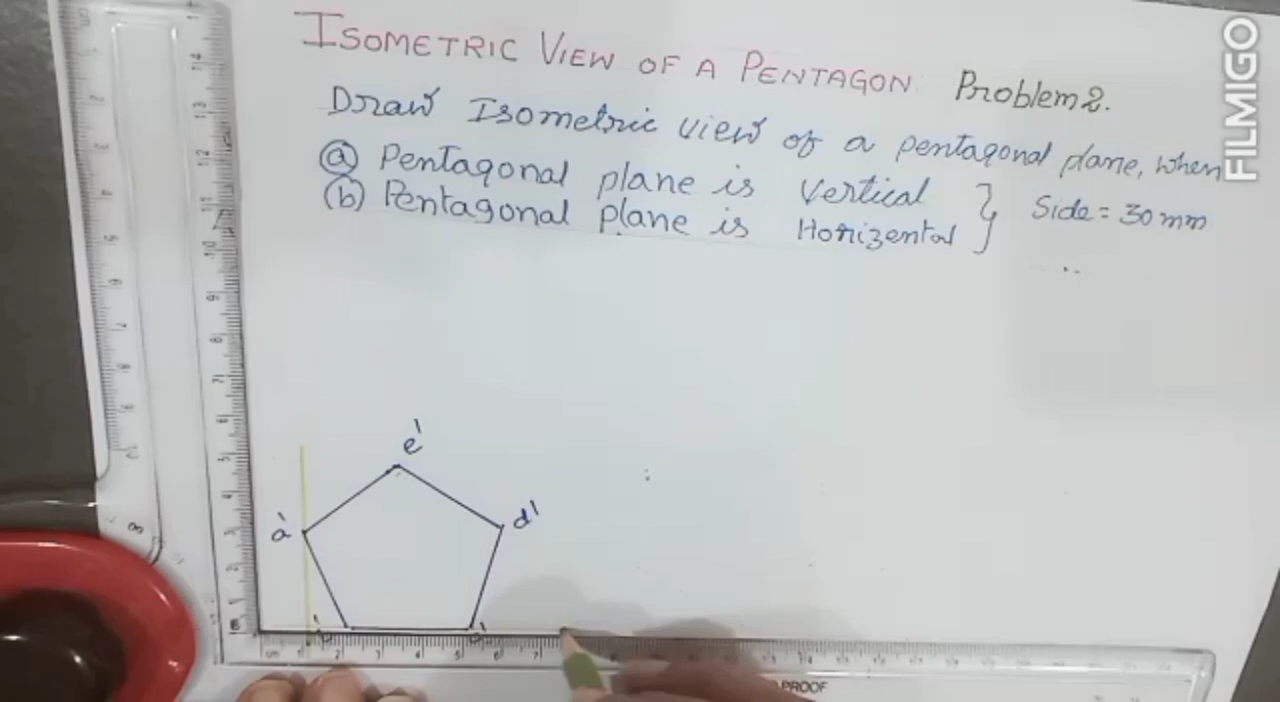 ISOMETRIC VIEW OF A PENTAGON: Problem 2.
Draw Isometric view of a pentagonal plane, when
(a) Pentagonal plane is vertical
(b) Pentagonal plane is Horizental } Side = 30 mm
e'
a' d'
b' c'
PROOF
FILMIGO